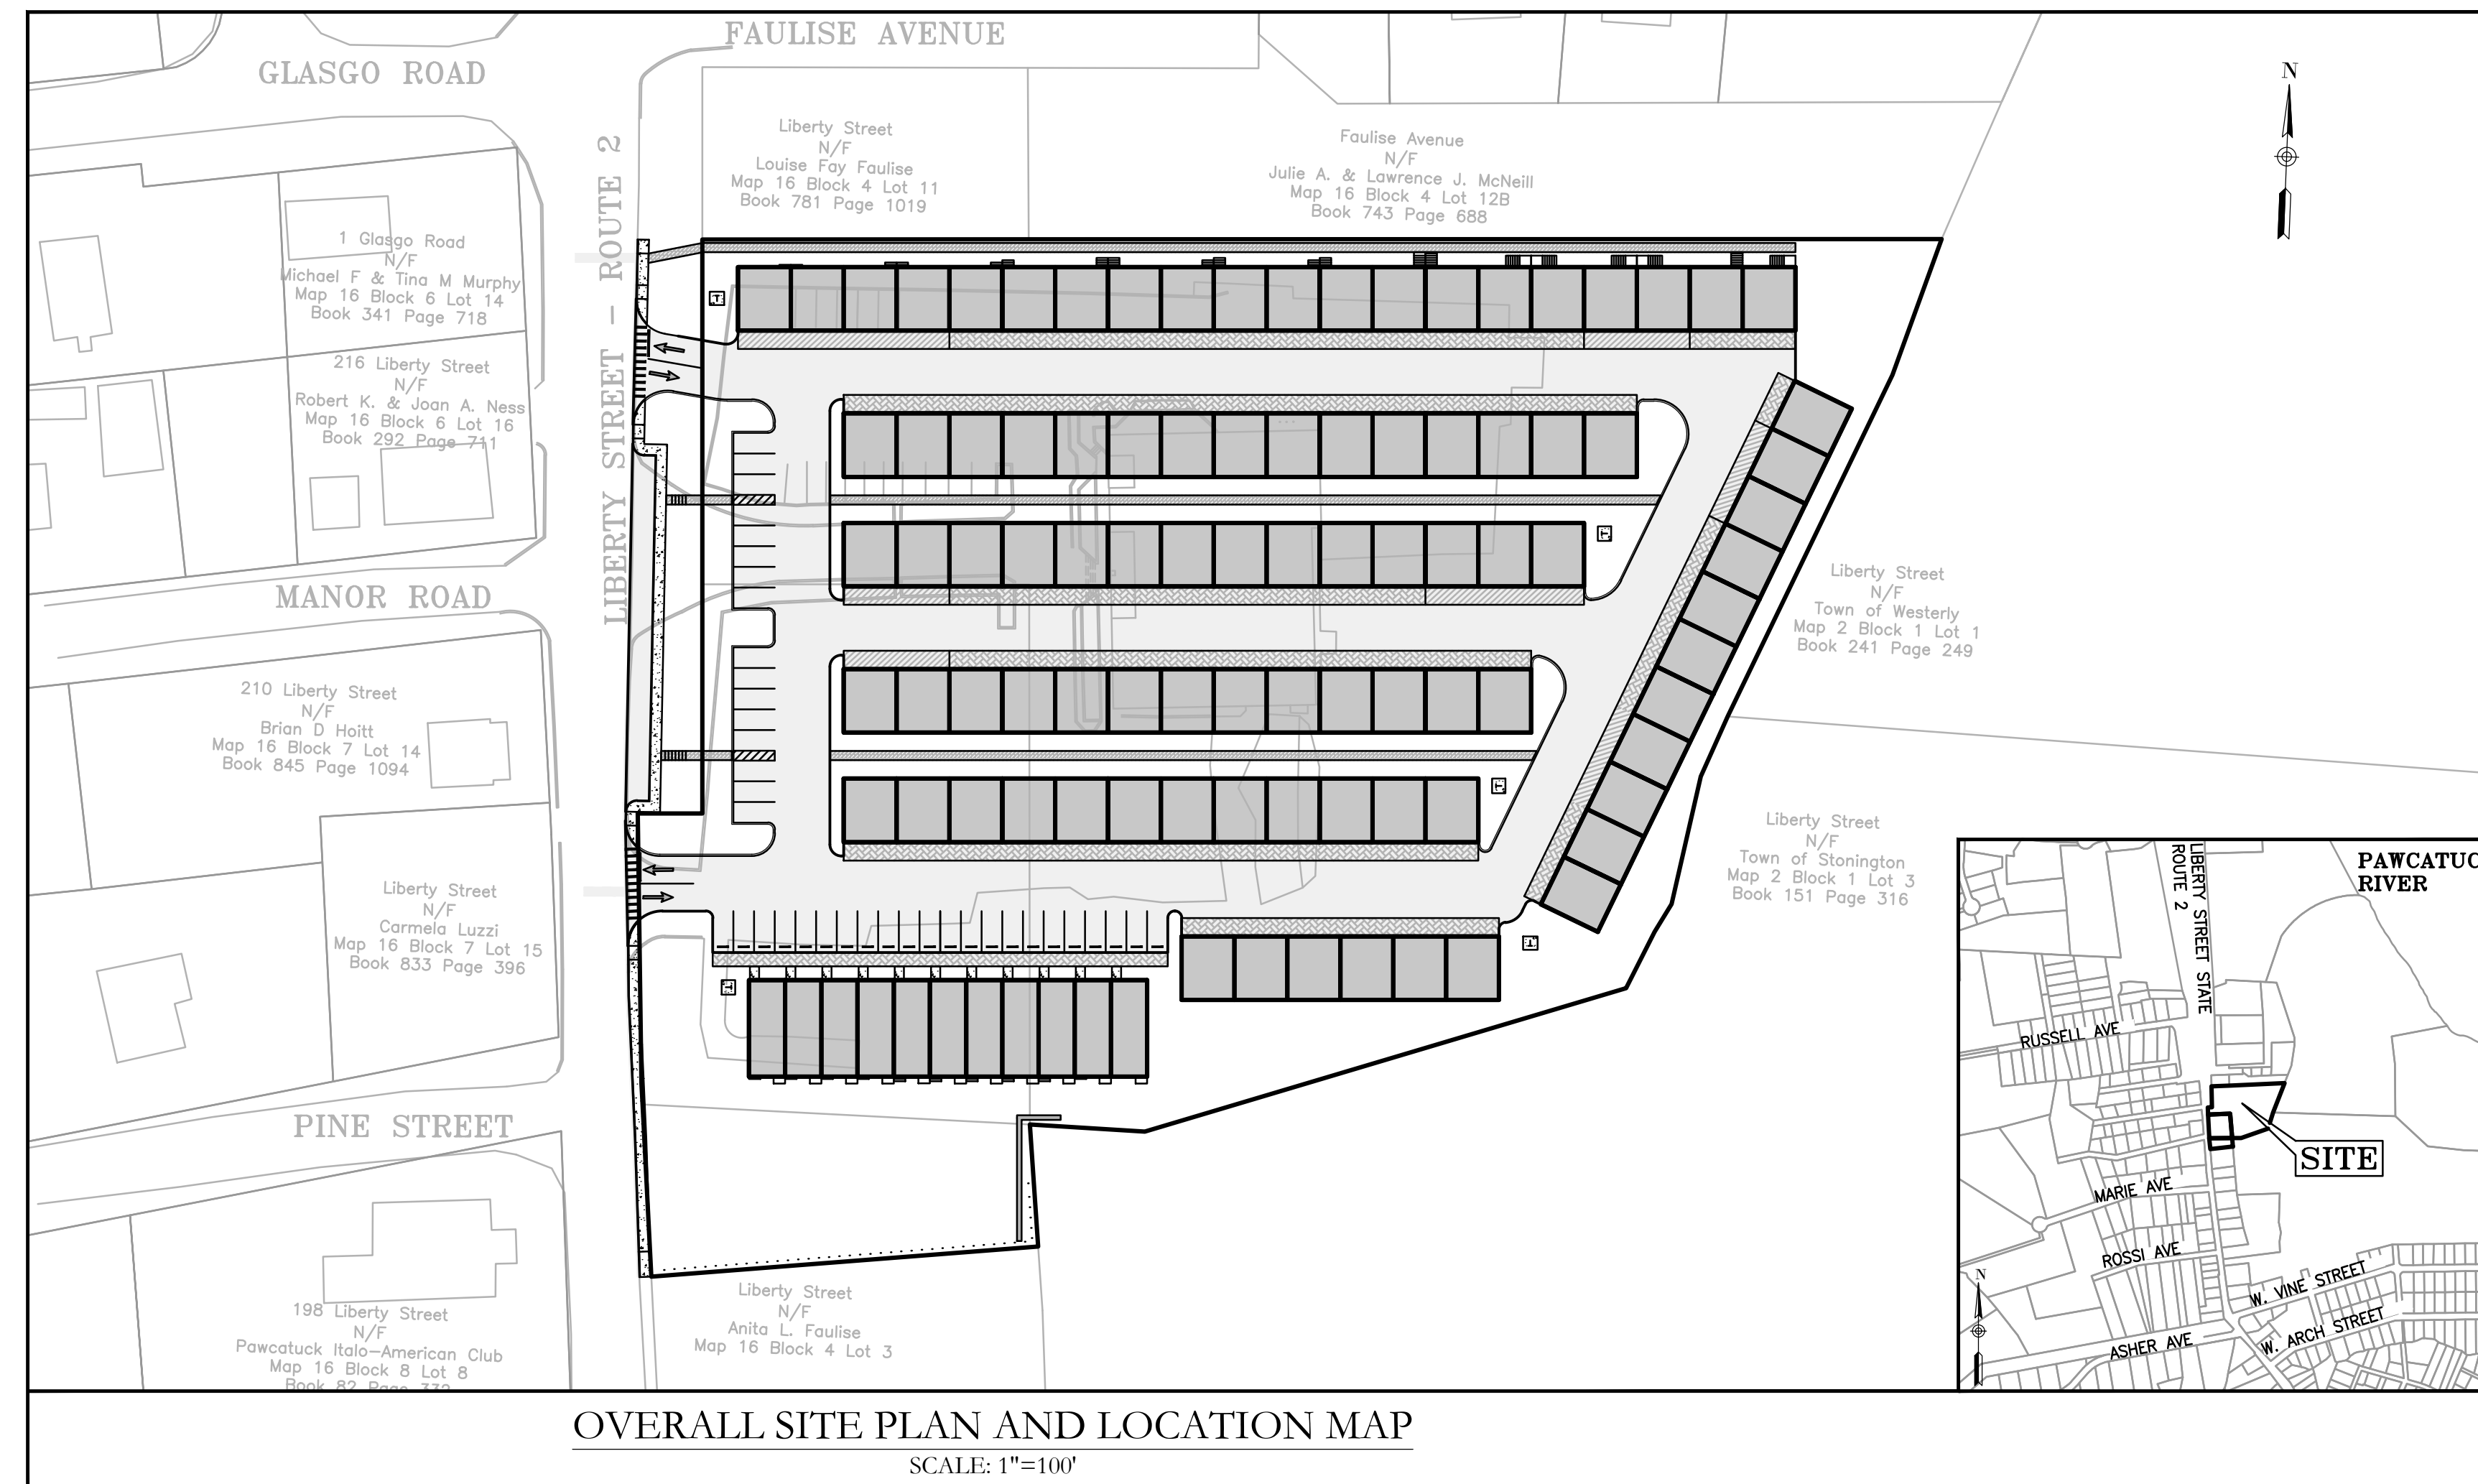 FAULISE AVENUE
GLASGO ROAD
N
Liberty Street
N/F
Louise Fay Faulise
Map 16 Block 4 Lot 11
Book 781 Page 1019
Faulise Avenue
N/F
Julie A. & Lawrence J. McNeill
Map 16 Block 4 Lot 12B
Book 743 Page 688
LIBERTY STREET - ROUTE 2
1 Glasgo Road
N/F
Michael F & Tina M Murphy
Map 16 Block 6 Lot 14
Book 341 Page 718
T
216 Liberty Street
N/F
Robert K. & Joan A. Ness
Map 16 Block 6 Lot 16
Book 292 Page 711
T
MANOR ROAD
Liberty Street
N/F
Town of Westerly
Map 2 Block 1 Lot 1
Book 241 Page 249
210 Liberty Street
N/F
Brian D Hoitt
Map 16 Block 7 Lot 14
Book 845 Page 1094
T
Liberty Street
N/F
Town of Stonington
Map 2 Block 1 Lot 3
Book 151 Page 316
Liberty Street
N/F
Carmela Luzzi
Map 16 Block 7 Lot 15
Book 833 Page 396
T
T
PINE STREET
198 Liberty Street
N/F
Pawcatuck Italo-American Club
Map 16 Block 8 Lot 8
Book 82 Page 332
Liberty Street
N/F
Anita L. Faulise
Map 16 Block 4 Lot 3
LIBERTY STREET STATE
ROUTE 2
PAWCATUC
RIVER
RUSSELL AVE
SITE
MARIE AVE
ROSSI AVE
W. VINE STREET
W. ARCH STREET
ASHER AVE
N
OVERALL SITE PLAN AND LOCATION MAP
SCALE: 1"=100'